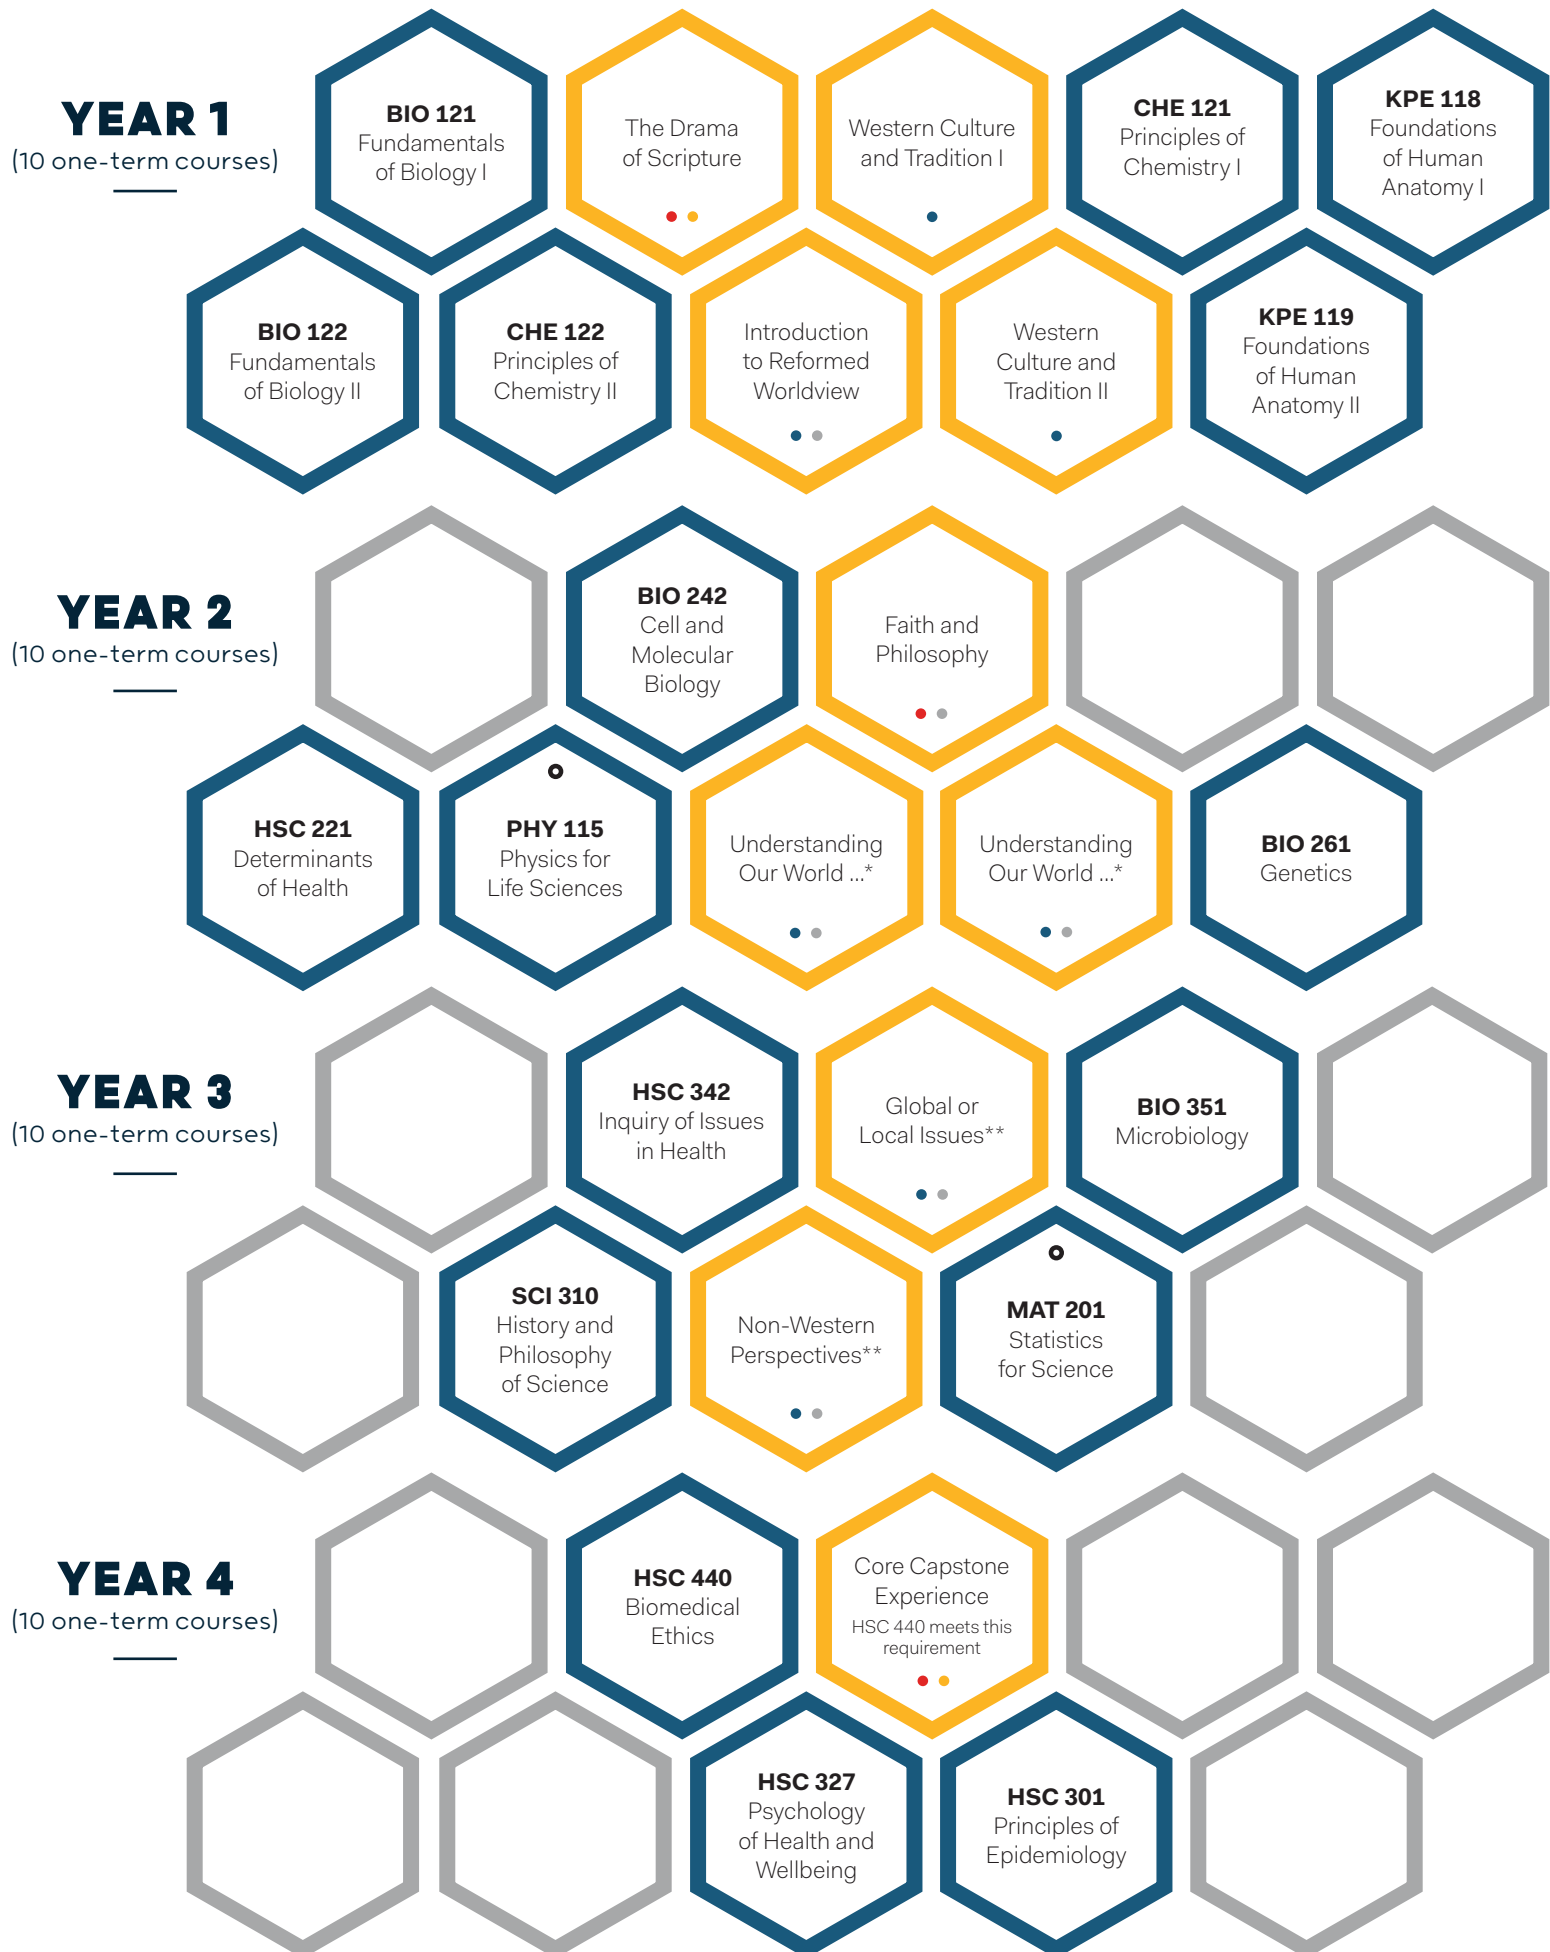 YEAR 1
(10 one-term courses)
BIO 121
Fundamentals
of Biology I
The Drama
of Scripture
Western Culture
and Tradition I
CHE 121
Principles of
Chemistry I
KPE 118
Foundations
of Human
Anatomy I
BIO 122
Fundamentals
of Biology II
CHE 122
Principles of
Chemistry II
Introduction
to Reformed
Worldview
Western
Culture and
Tradition II
KPE 119
Foundations
of Human
Anatomy II
YEAR 2
(10 one-term courses)
BIO 242
Cell and
Molecular
Biology
Faith and
Philosophy
HSC 221
Determinants
of Health
PHY 115
Physics for
Life Sciences
Understanding
Our World ...*
Understanding
Our World ...*
BIO 261
Genetics
YEAR 3
(10 one-term courses)
HSC 342
Inquiry of Issues
in Health
Global or
Local Issues**
BIO 351
Microbiology
SCI 310
History and
Philosophy
of Science
Non-Western
Perspectives**
MAT 201
Statistics
for Science
YEAR 4
(10 one-term courses)
HSC 440
Biomedical
Ethics
Core Capstone
Experience
HSC 440 meets this
requirement
HSC 327
Psychology
of Health and
Wellbeing
HSC 301
Principles of
Epidemiology